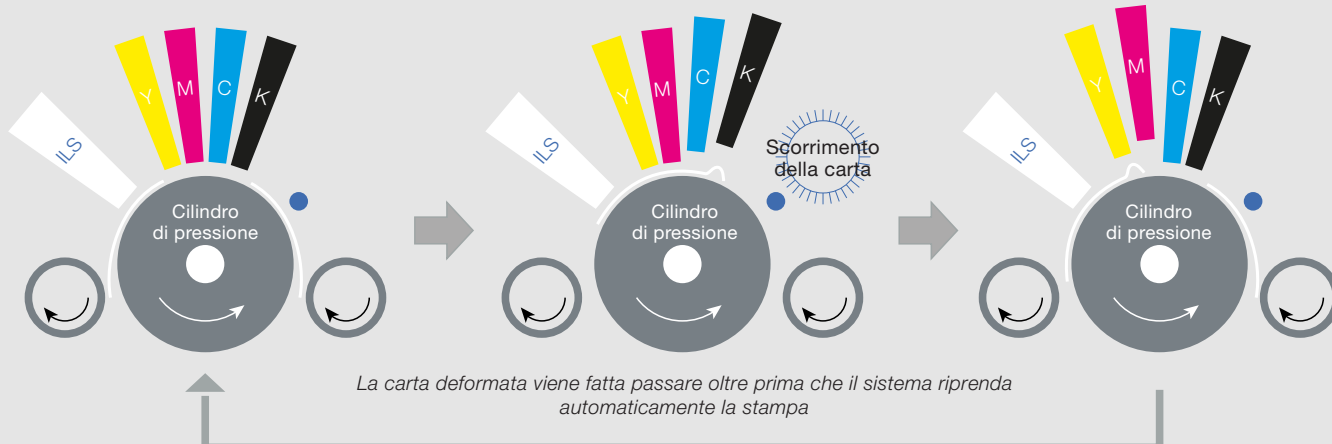 Y
M
C
K
ILS
Cilindro
di pressione
Y
M
C
K
ILS
Scorrimento
della carta
Cilindro
di pressione
Y
M
C
K
ILS
Cilindro
di pressione
La carta deformata viene fatta passare oltre prima che il sistema riprenda
automaticamente la stampa